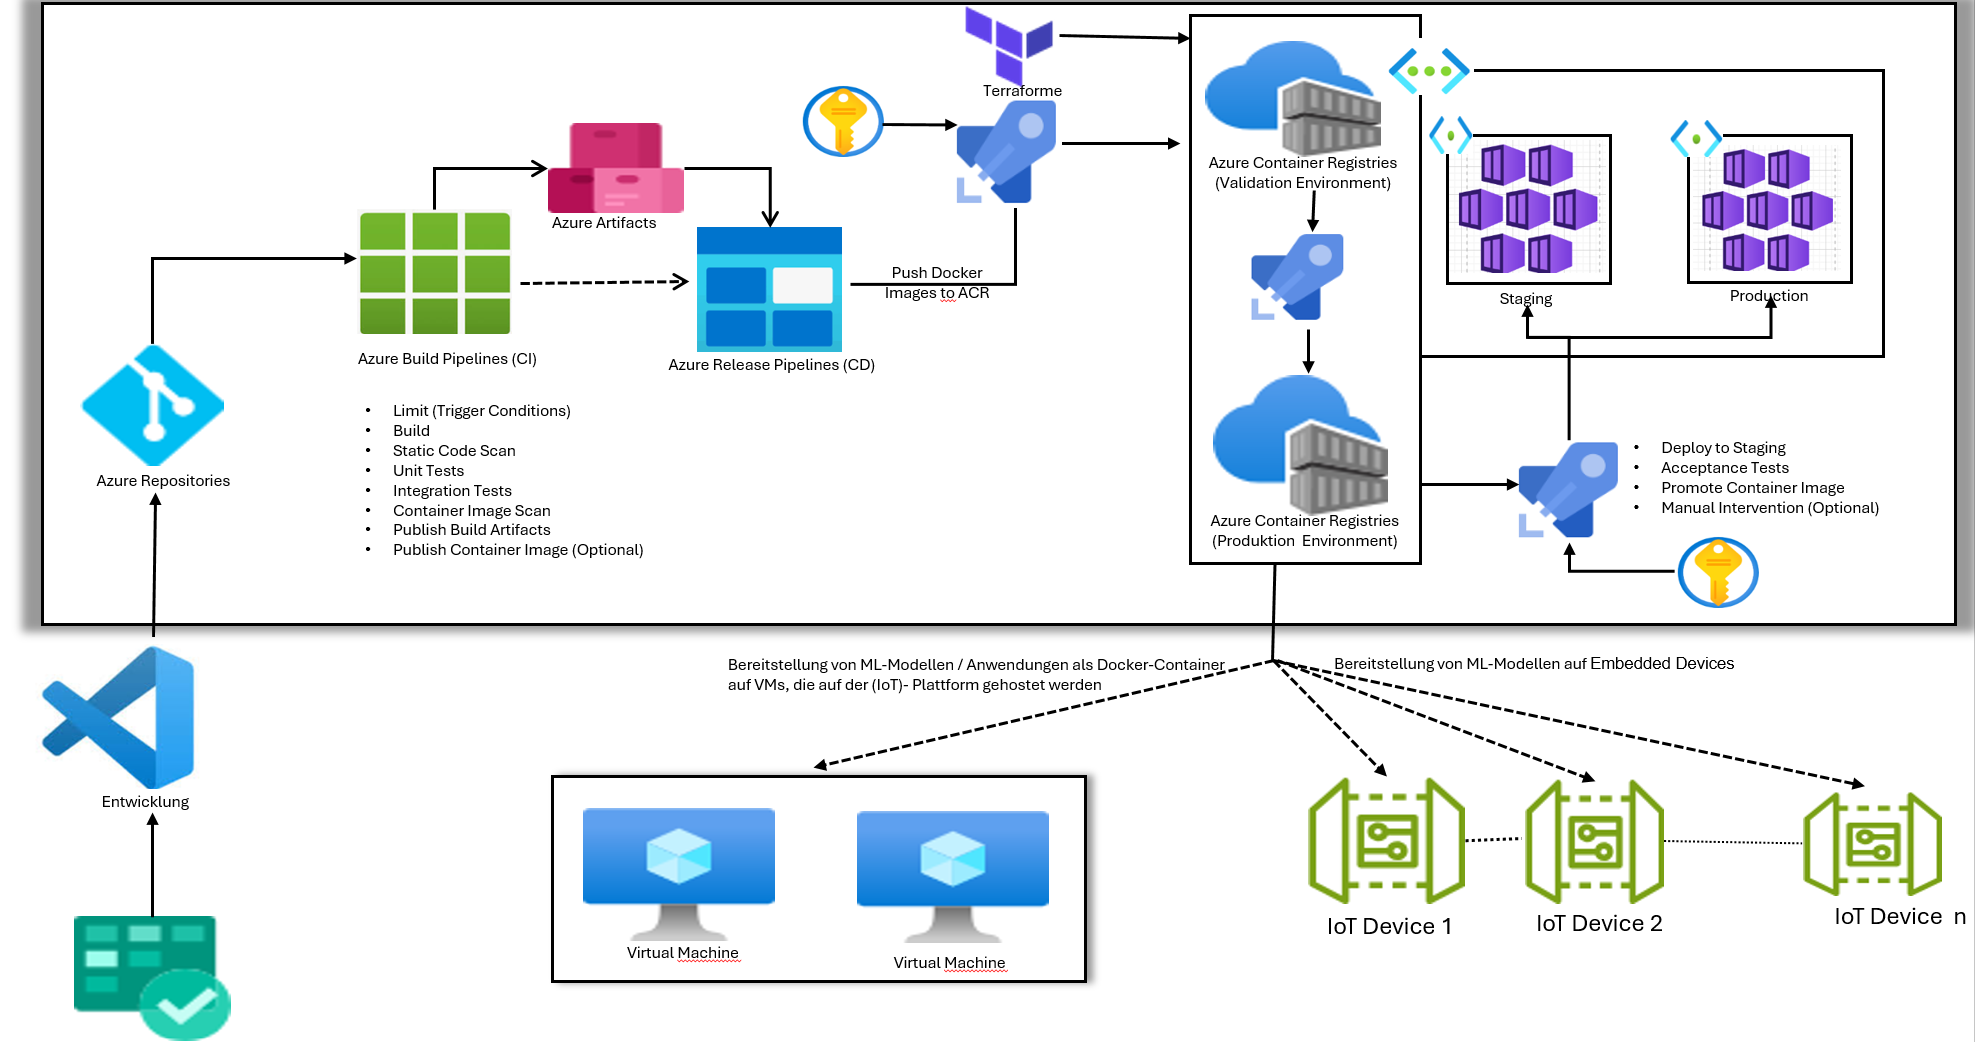 Terraforme
Azure Artifacts
Azure Container Registries
(Validation Environment)
Push Docker
Images to ACR
Staging
Production
Azure Build Pipelines (CI)
Azure Release Pipelines (CD)
• Limit (Trigger Conditions)
• Build
• Static Code Scan
• Unit Tests
• Integration Tests
• Container Image Scan
• Publish Build Artifacts
• Publish Container Image (Optional)
Azure Repositories
Azure Container Registries
(Produktion Environment)
• Deploy to Staging
• Acceptance Tests
• Promote Container Image
• Manual Intervention (Optional)
Bereitstellung von ML-Modellen / Anwendungen als Docker-Container
auf VMs, die auf der (IoT)- Plattform gehostet werden
Bereitstellung von ML-Modellen auf Embedded Devices
Entwicklung
Virtual Machine
Virtual Machine
IoT Device 1
IoT Device 2
IoT Device n